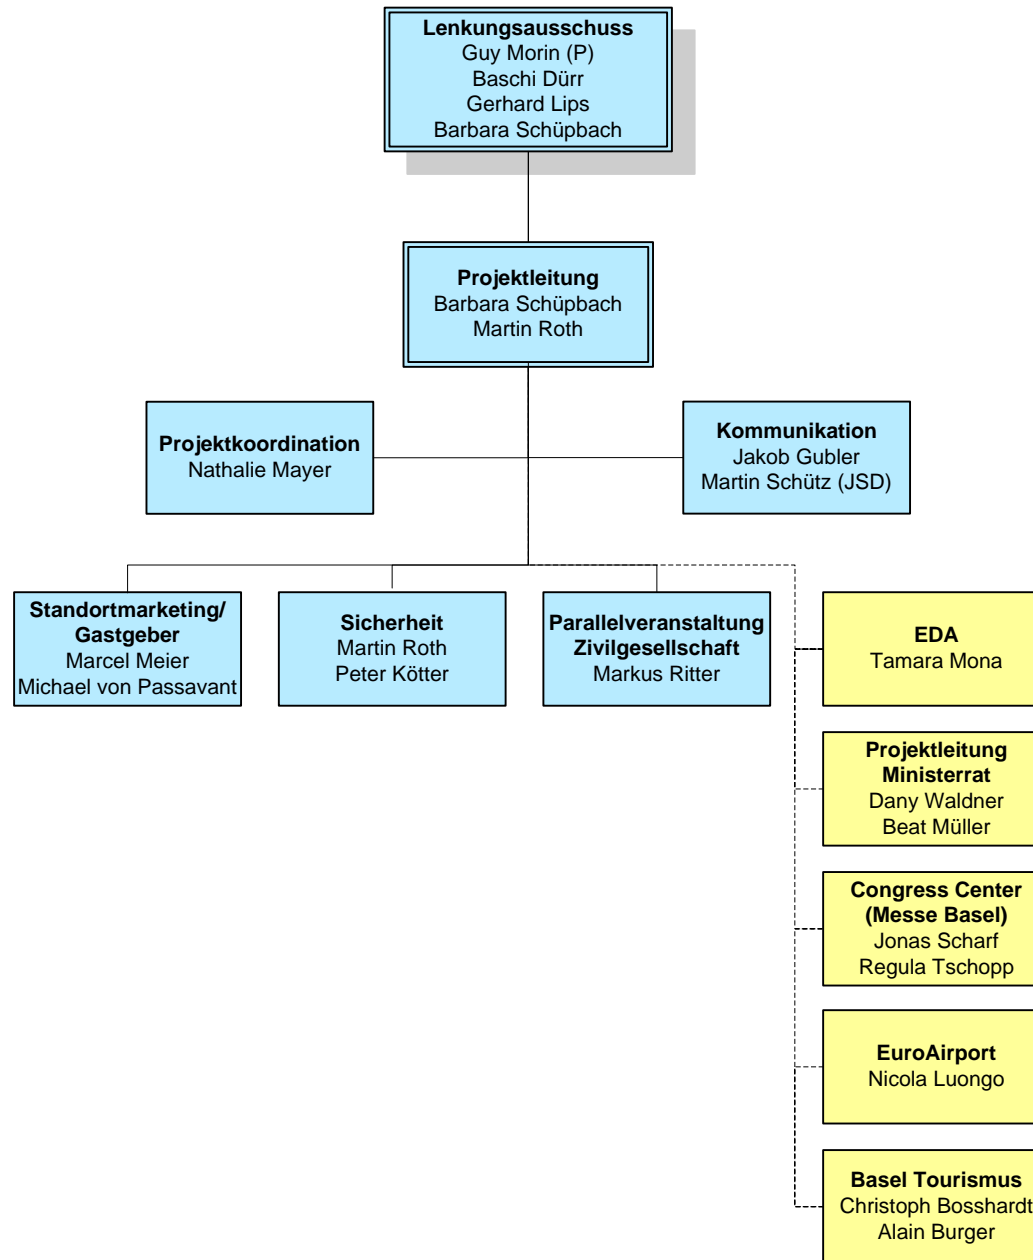 Lenkungsausschuss
Guy Morin (P)
Baschi Dürr
Gerhard Lips
Barbara Schüpbach
Projektleitung
Barbara Schüpbach
Martin Roth
Projektkoordination
Nathalie Mayer
Kommunikation
Jakob Gubler
Martin Schütz (JSD)
Standortmarketing/
Gastgeber
Marcel Meier
Michael von Passavant
Sicherheit
Martin Roth
Peter Kötter
Parallelveranstaltung
Zivilgesellschaft
Markus Ritter
EDA
Tamara Mona
Projektleitung
Ministerrat
Dany Waldner
Beat Müller
Congress Center
(Messe Basel)
Jonas Scharf
Regula Tschopp
EuroAirport
Nicola Luongo
Basel Tourismus
Christoph Bosshardt
Alain Burger